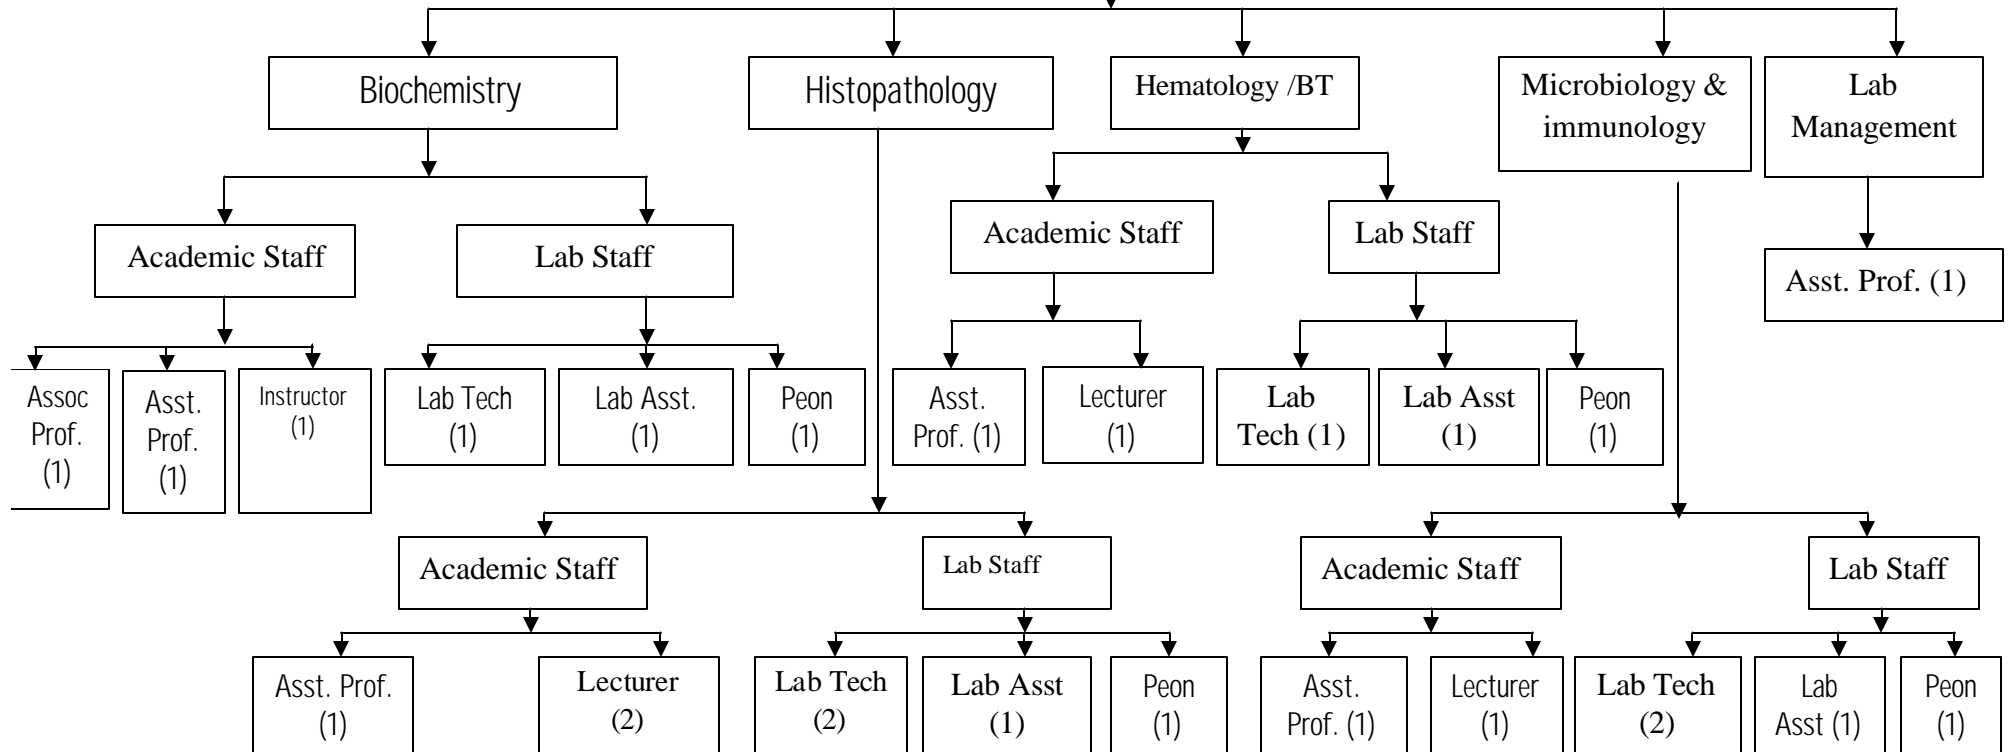 Biochemistry
Histopathology
Hematology /BT
Microbiology &
immunology
Lab
Management
Academic Staff
Lab Staff
Academic Staff
Lab Staff
Asst. Prof. (1)
Assoc
Prof.
(1)
Asst.
Prof.
(1)
Instructor
(1)
Lab Tech
(1)
Lab Asst.
(1)
Peon
(1)
Asst.
Prof. (1)
Lecturer
(1)
Lab
Tech (1)
Lab Asst
(1)
Peon
(1)
Academic Staff
Lab Staff
Academic Staff
Lab Staff
Asst. Prof.
(1)
Lecturer
(2)
Lab Tech
(2)
Lab Asst
(1)
Peon
(1)
Asst.
Prof. (1)
Lecturer
(1)
Lab Tech
(2)
Lab
Asst (1)
Peon
(1)